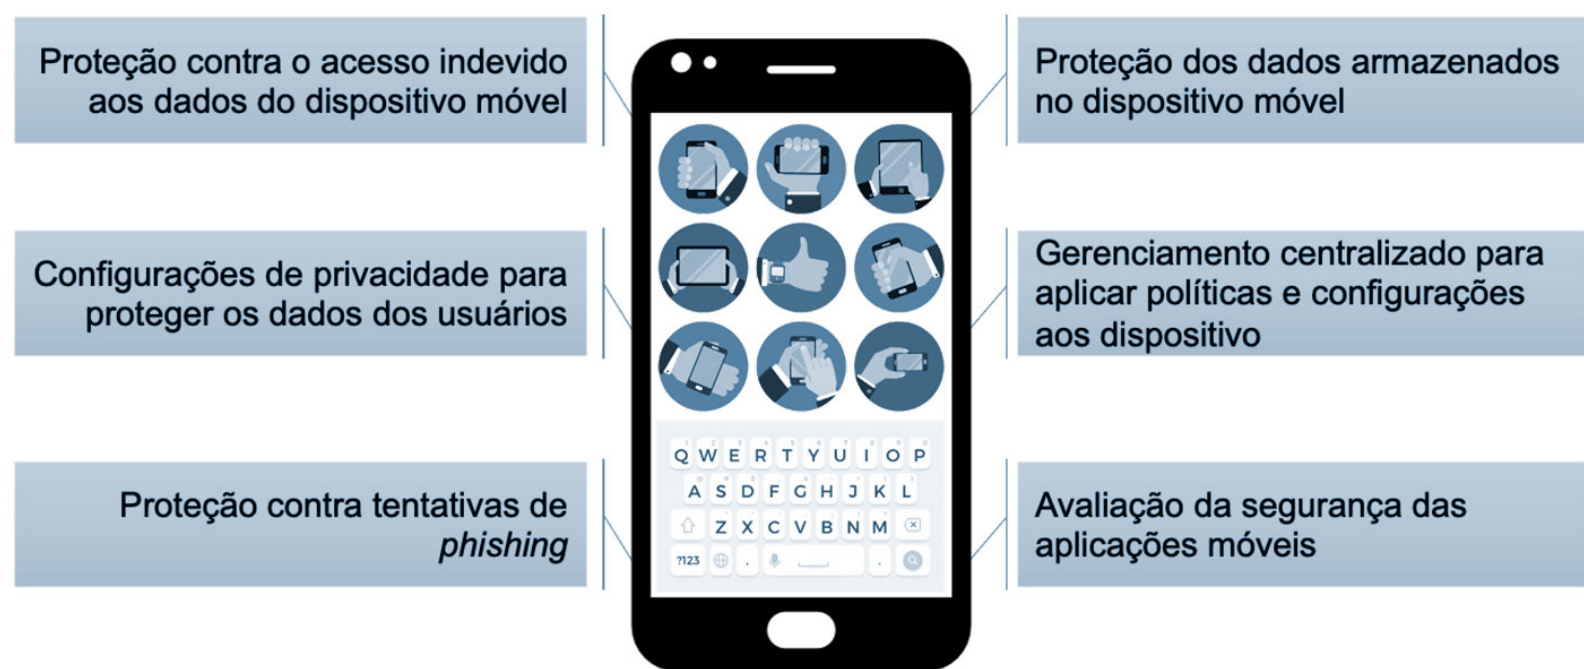 Proteção contra o acesso indevido
aos dados do dispositivo móvel
Proteção dos dados armazenados
no dispositivo móvel
Configurações de privacidade para
proteger os dados dos usuários
Gerenciamento centralizado para
aplicar políticas e configurações
aos dispositivo
Proteção contra tentativas de
phishing
Avaliação da segurança das
aplicações móveis
Q W E R T Y U I O P
A S D F G H J K L
Z X C V B N M
?123 , .